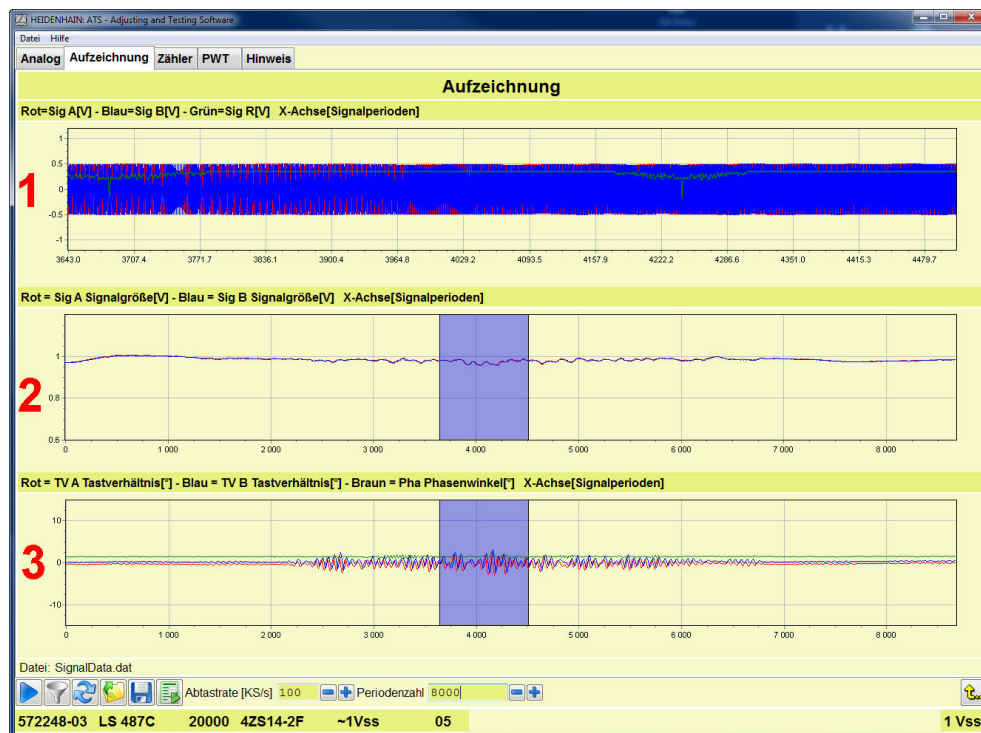 HEIDENHAIN: ATS - Adjusting and Testing Software
Datei Hilfe
Analog Aufzeichnung Zähler PWT Hinweis
Aufzeichnung
Rot=Sig A[V] - Blau=Sig B[V] - Grün=Sig R[V] X-Achse[Signalperioden]
1
1
0.5
0
-0.5
-1
3643.0 3707.4 3771.7 3836.1 3900.4 3964.8 4029.2 4093.5 4157.9 4222.2 4286.6 4351.0 4415.3 4479.7
Rot = Sig A Signalgröße[V] - Blau = Sig B Signalgröße[V] X-Achse[Signalperioden]
2
1
0.8
0.6
0 1 000 2 000 3 000 4 000 5 000 6 000 7 000 8 000
Rot = TV A Tastverhältnis[°] - Blau = TV B Tastverhältnis[°] - Braun = Pha Phasenwinkel[°] X-Achse[Signalperioden]
3
10
0
-10
0 1 000 2 000 3 000 4 000 5 000 6 000 7 000 8 000
Datei: SignalData.dat
Abtastrate [KS/s] 100 Periodenzahl 8000
572248-03 LS 487C 20000 4ZS14-2F ~1Vss 05 1 Vss